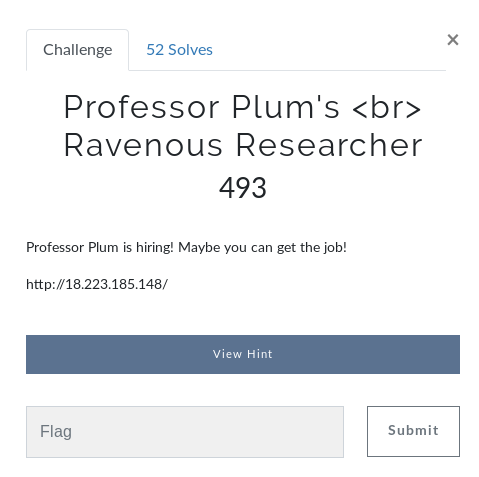 Challenge
52 Solves
×
Professor Plum's <br>
Ravenous Researcher
493
Professor Plum is hiring! Maybe you can get the job!
http://18.223.185.148/
View Hint
Flag
Submit